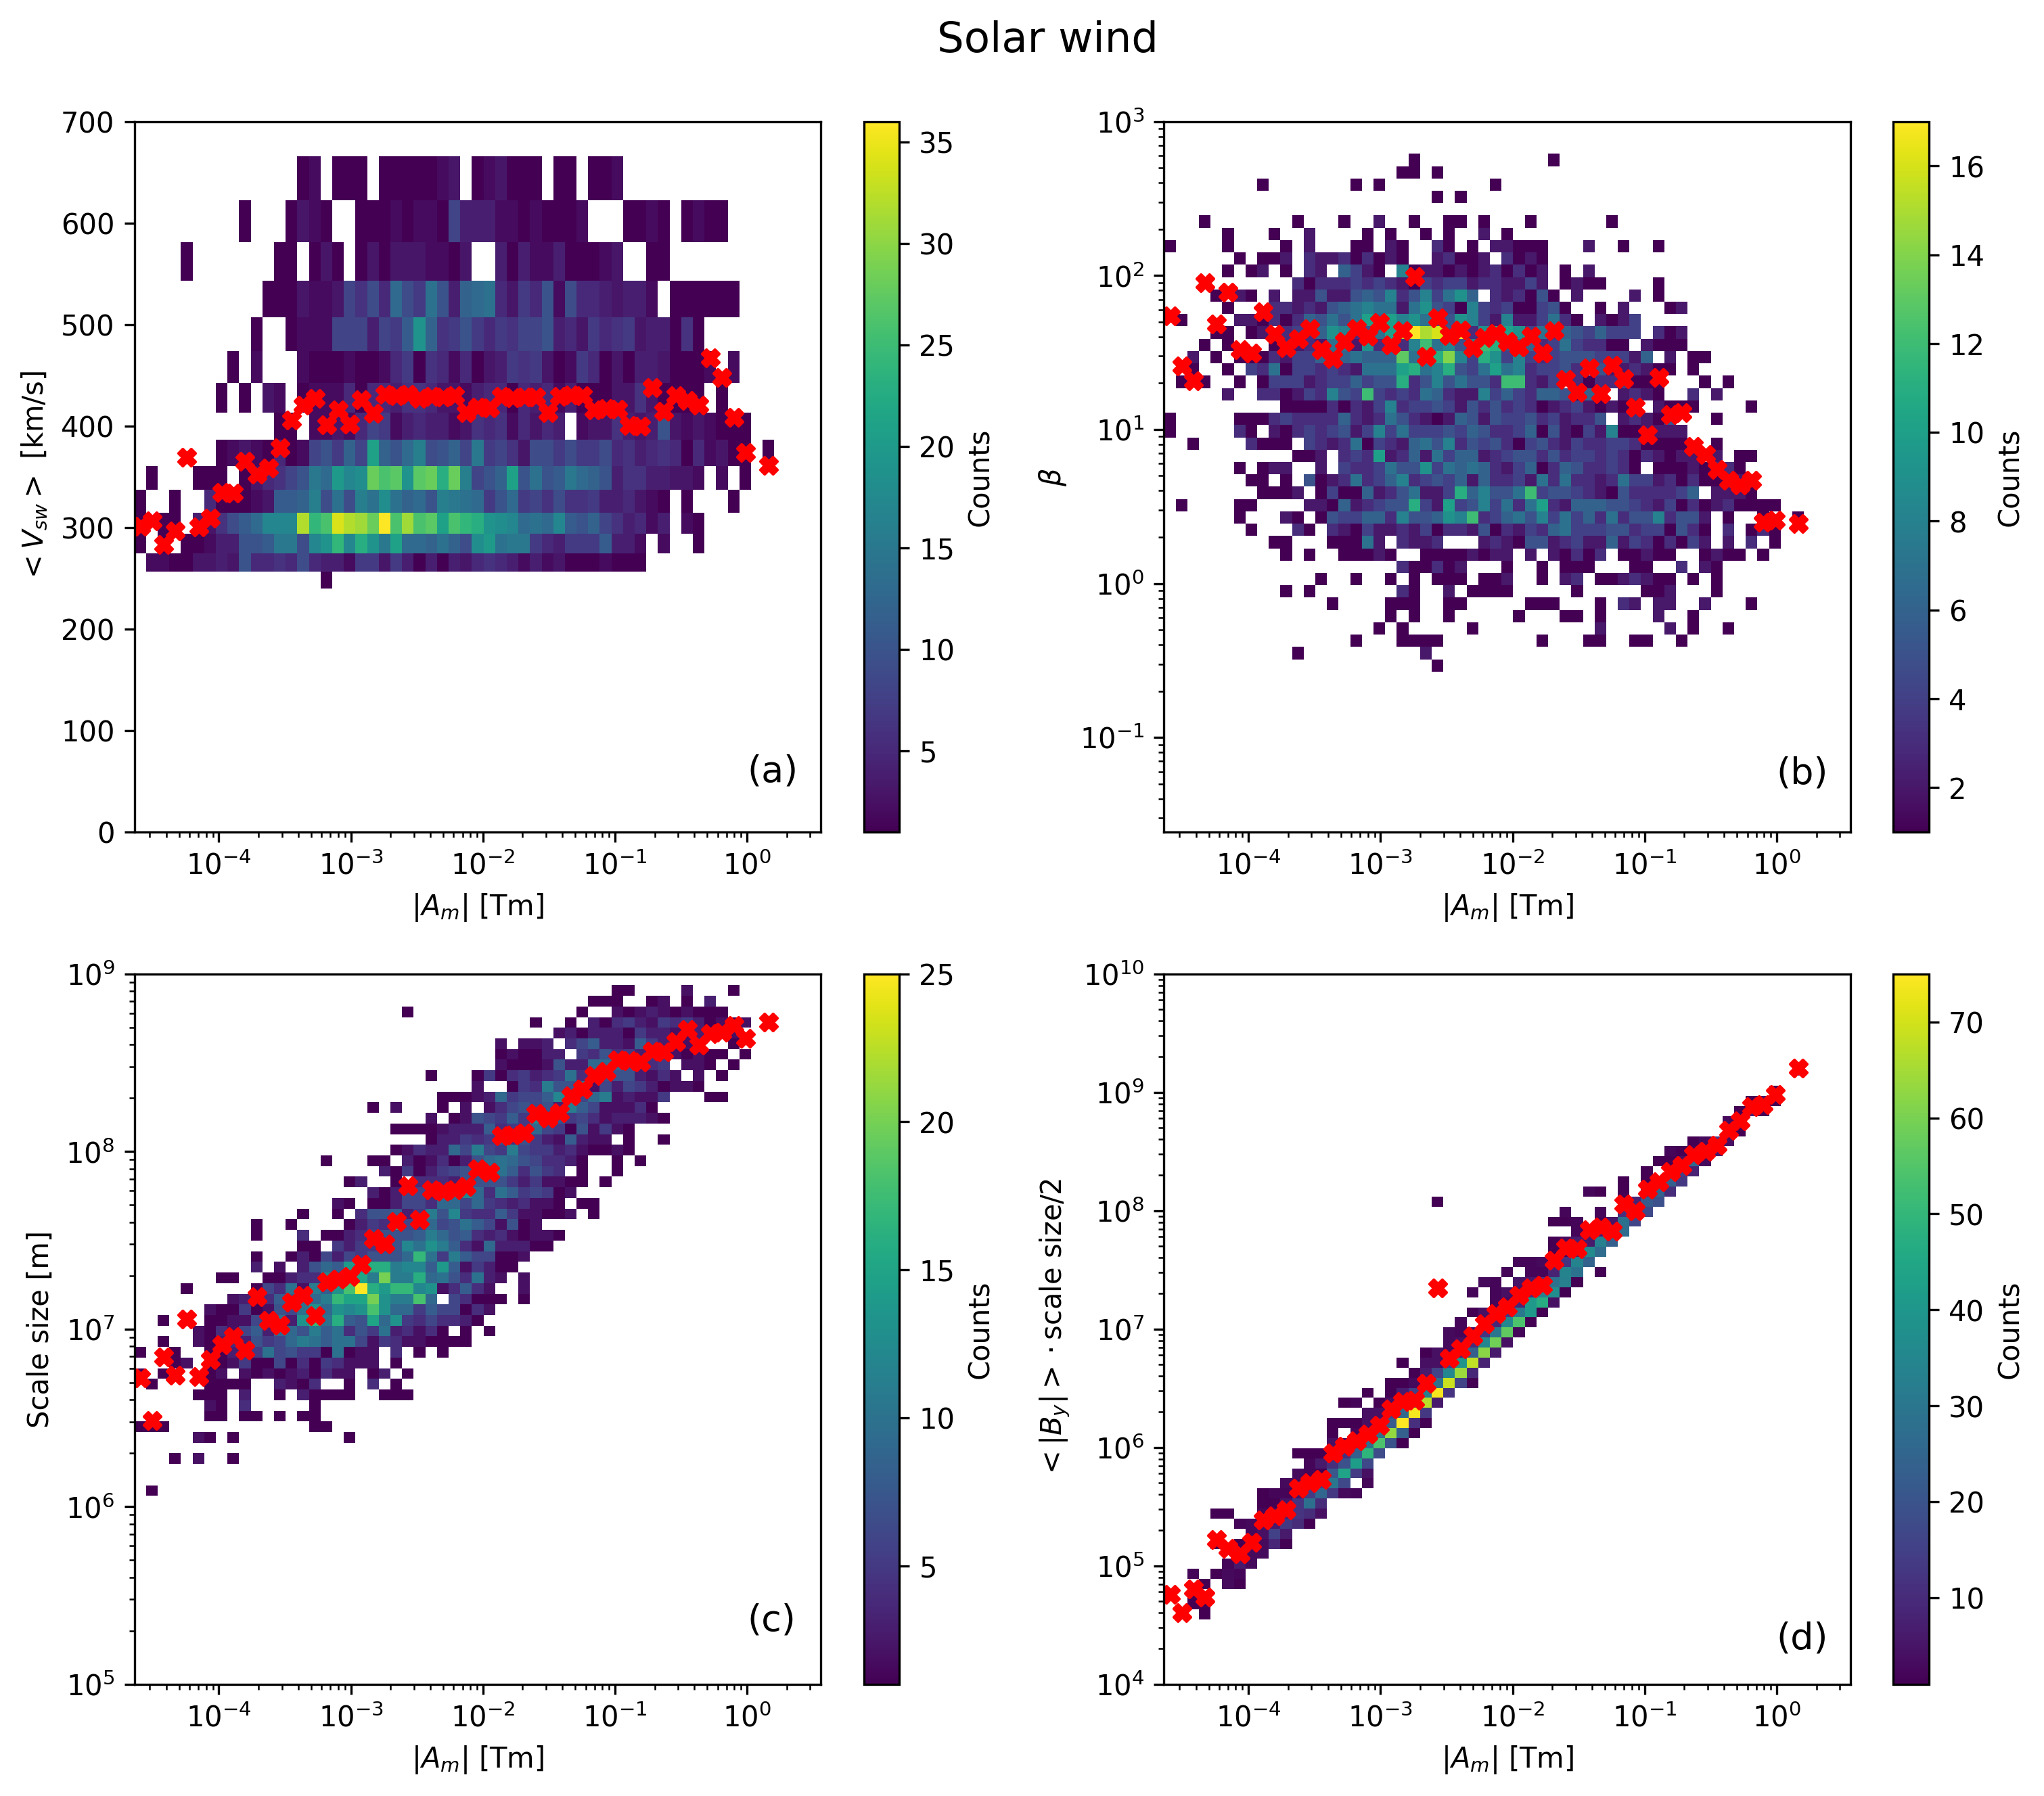 Solar wind
700
600
500
400
300
200
100
0
< V_{sw} > [km/s]
10^{-4} 10^{-3} 10^{-2} 10^{-1} 10^{0}
|A_m| [Tm]
(a)
35
30
25
20
15
10
5
Counts
10^{3}
10^{2}
10^{1}
10^{0}
10^{-1}
β
10^{-4} 10^{-3} 10^{-2} 10^{-1} 10^{0}
|A_m| [Tm]
(b)
16
14
12
10
8
6
4
2
Counts
10^{9}
10^{8}
10^{7}
10^{6}
10^{5}
Scale size [m]
10^{-4} 10^{-3} 10^{-2} 10^{-1} 10^{0}
|A_m| [Tm]
(c)
25
20
15
10
5
Counts
10^{10}
10^{9}
10^{8}
10^{7}
10^{6}
10^{5}
10^{4}
< |B_y| > · scale size/2
10^{-4} 10^{-3} 10^{-2} 10^{-1} 10^{0}
|A_m| [Tm]
(d)
70
60
50
40
30
20
10
Counts